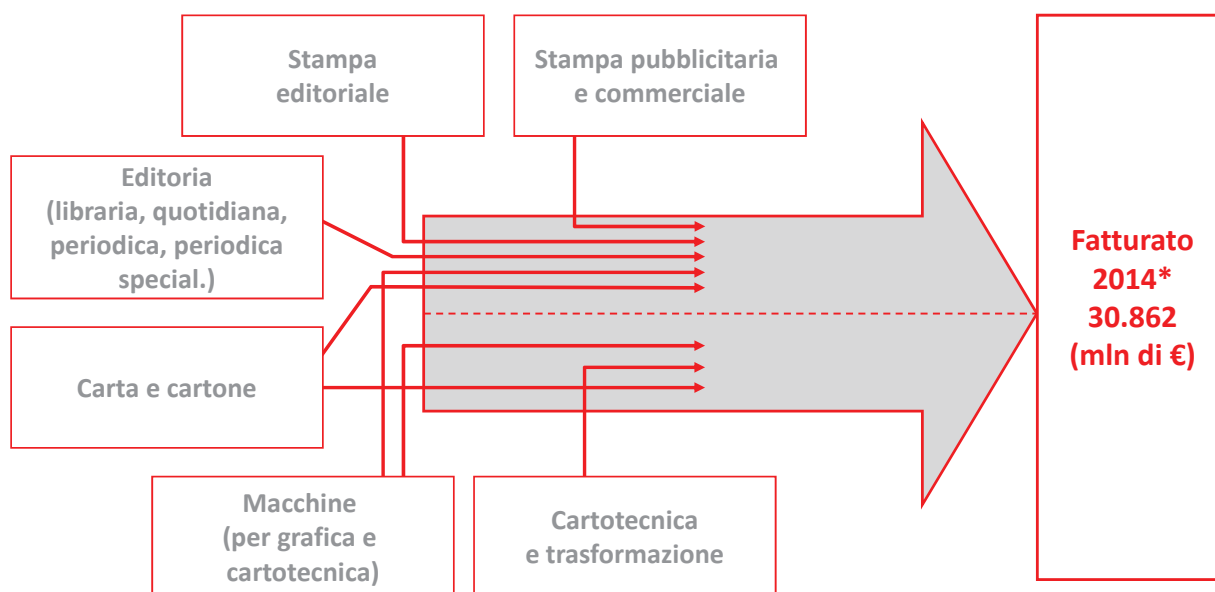 Stampa
editoriale
Stampa pubblicitaria
e commerciale
Editoria
(libraria, quotidiana,
periodica, periodica
special.)
Carta e cartone
Macchine
(per grafica e
cartotecnica)
Cartotecnica
e trasformazione
Fatturato
2014*
30.862
(mln di €)